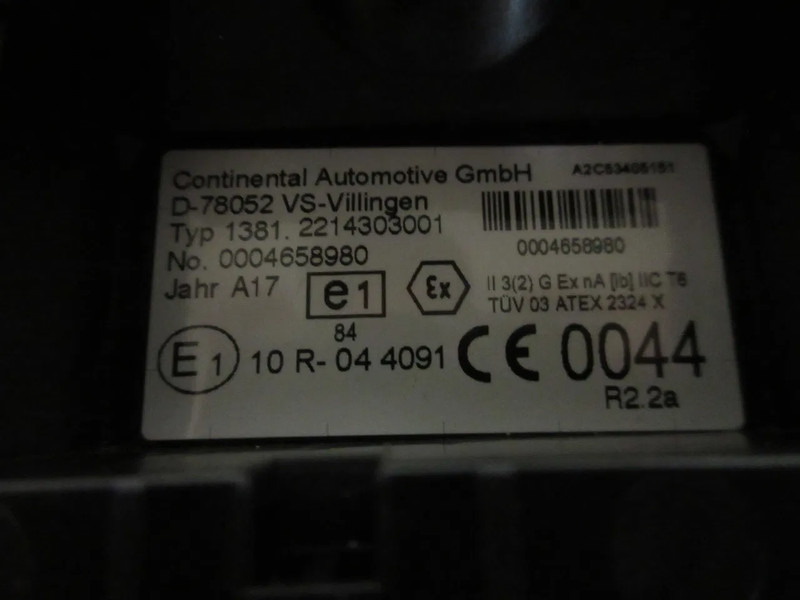 Continental Automotive GmbH A2C53405151
D-78052 VS-Villingen
Typ 1381. 2214303001
No. 0004658980 0004658980
Jahr A17 e1 Ex II 3(2) G Ex nA [ib] IIC T6
TÜV 03 ATEX 2324 X
84
E1 10 R- 04 4091 CE 0044
R2.2a